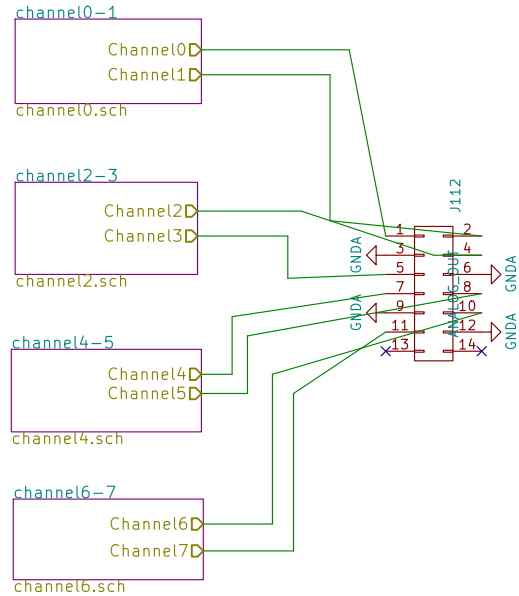 channel0-1
Channel0
Channel1
channel0.sch
channel2-3
Channel2
Channel3
channel2.sch
channel4-5
Channel4
Channel5
channel4.sch
channel6-7
Channel6
Channel7
channel6.sch
J112
ANALOG_OUT
1 2
3 4
5 6
7 8
9 10
11 12
13 14
GNDA
GNDA
GNDA
GNDA